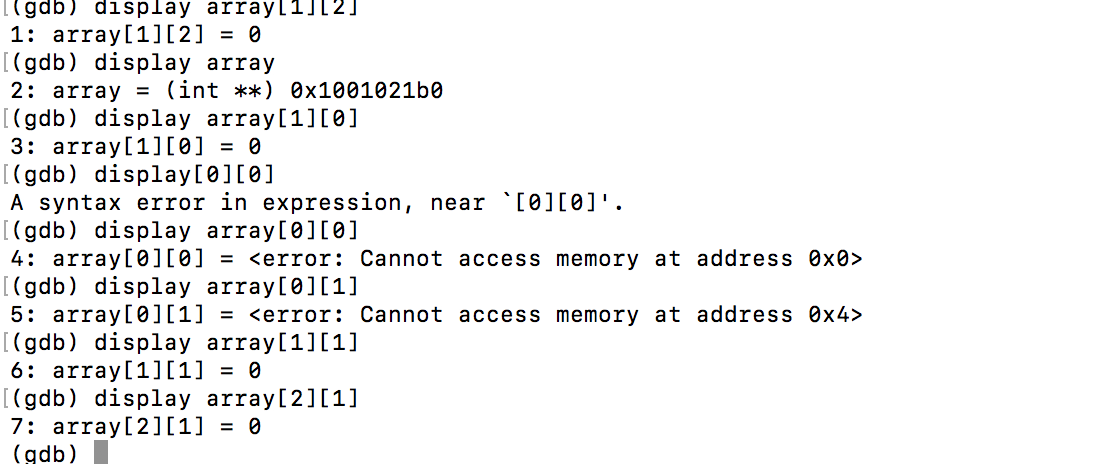 [(gdb) display array[1][2]
1: array[1][2] = 0
[(gdb) display array
2: array = (int **) 0x1001021b0
[(gdb) display array[1][0]
3: array[1][0] = 0
[(gdb) display[0][0]
A syntax error in expression, near `[0][0]'.
[(gdb) display array[0][0]
4: array[0][0] = <error: Cannot access memory at address 0x0>
[(gdb) display array[0][1]
5: array[0][1] = <error: Cannot access memory at address 0x4>
[(gdb) display array[1][1]
6: array[1][1] = 0
[(gdb) display array[2][1]
7: array[2][1] = 0
(gdb)